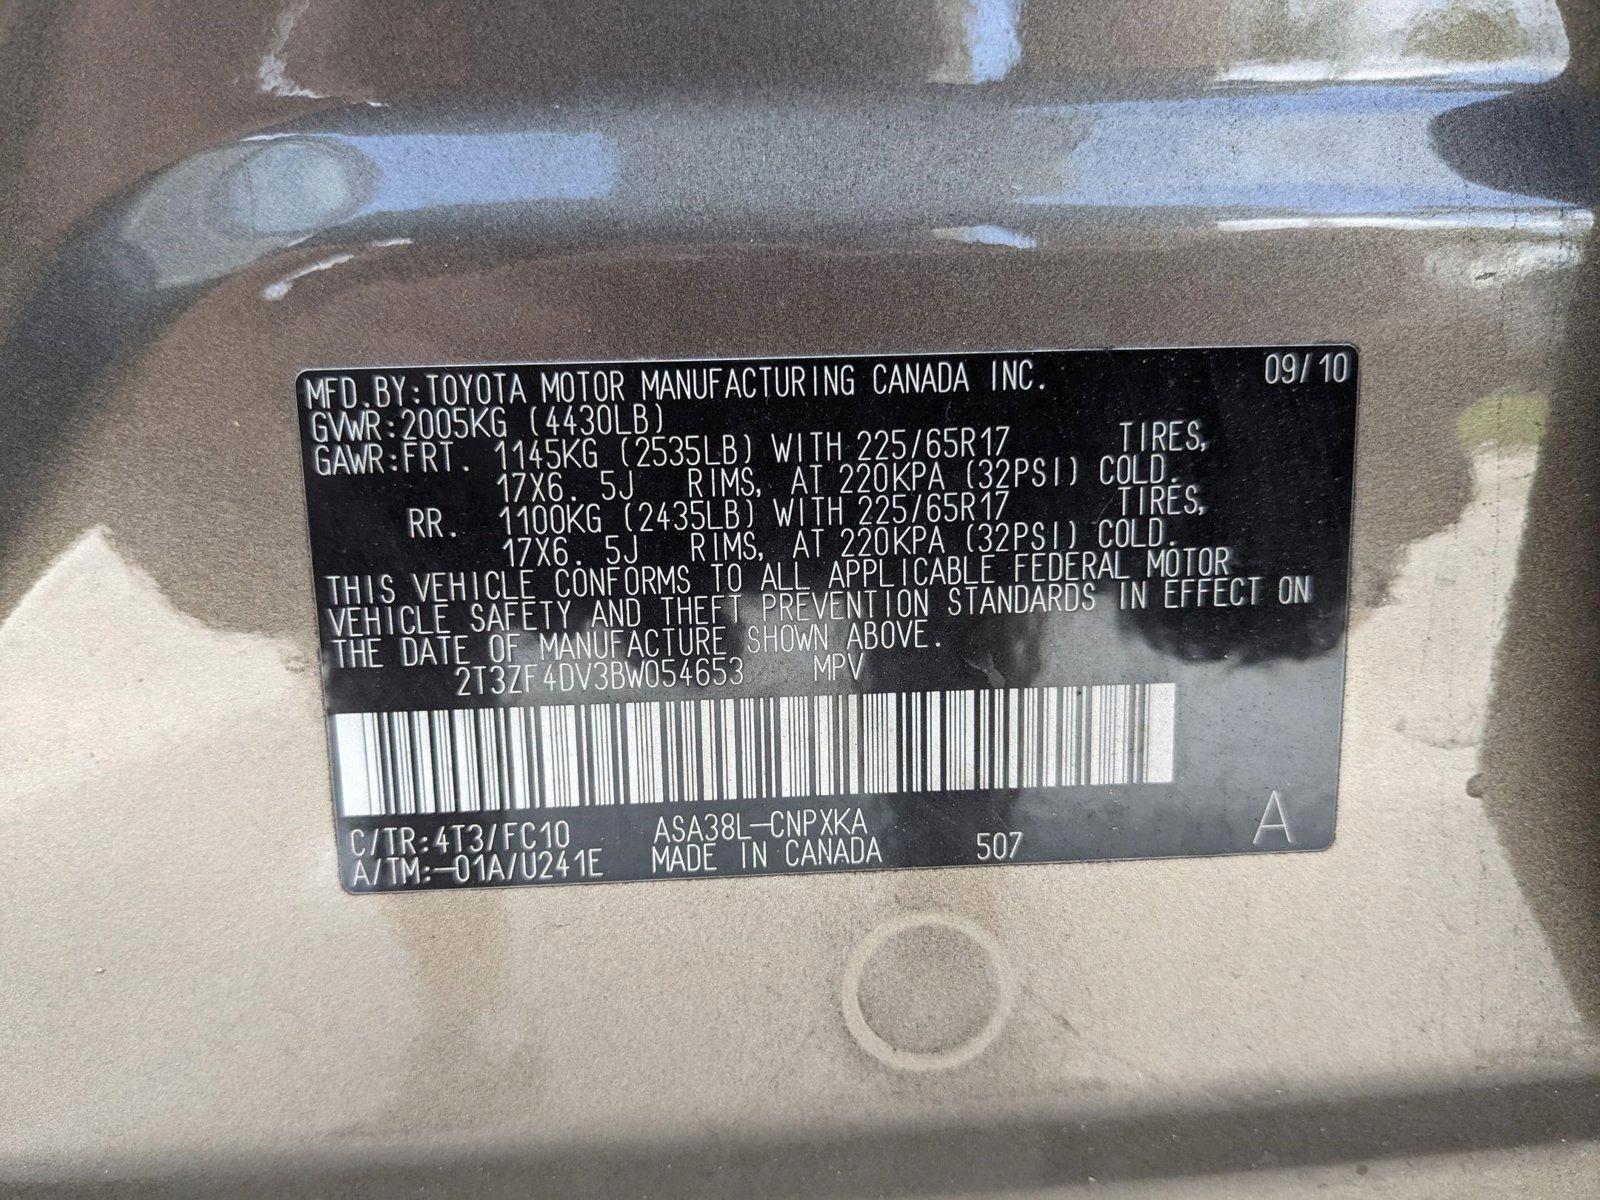 MFD.BY:TOYOTA MOTOR MANUFACTURING CANADA INC. 09/10
GVWR:2005KG (4430LB)
GAWR:FRT. 1145KG (2535LB) WITH 225/65R17 TIRES,
17X6.5J RIMS, AT 220KPA (32PSI) COLD.
RR. 1100KG (2435LB) WITH 225/65R17 TIRES,
17X6.5J RIMS, AT 220KPA (32PSI) COLD.
THIS VEHICLE CONFORMS TO ALL APPLICABLE FEDERAL MOTOR
VEHICLE SAFETY AND THEFT PREVENTION STANDARDS IN EFFECT ON
THE DATE OF MANUFACTURE SHOWN ABOVE.
2T3ZF4DV3BW054653 MPV
C/TR:4T3/FC10 ASA38L-CNPXKA
A/TM:-01A/U241E MADE IN CANADA 507 A